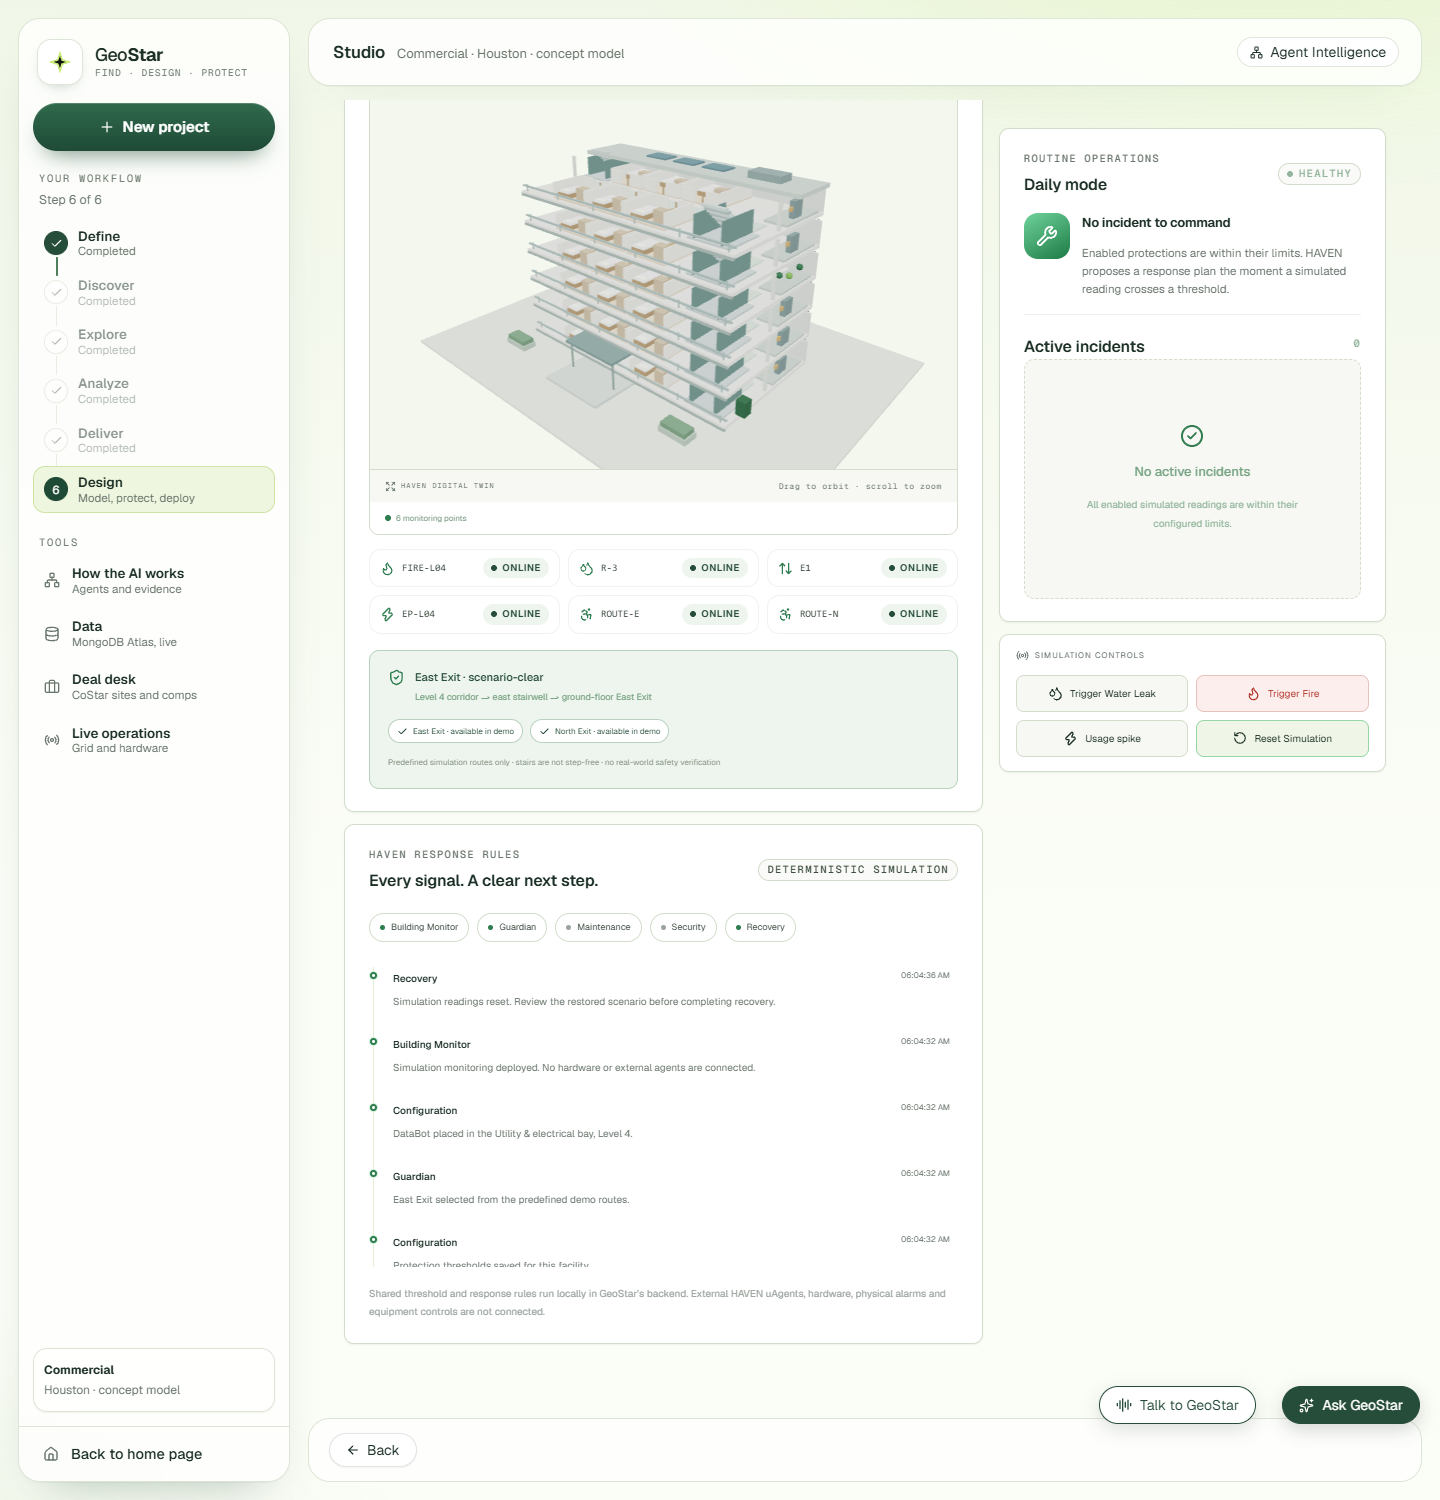 GeoStar
FIND · DESIGN · PROTECT
New project
YOUR WORKFLOW
Step 6 of 6
Define
Completed
Discover
Completed
Explore
Completed
Analyze
Completed
Deliver
Completed
6
Design
Model, protect, deploy
TOOLS
How the AI works
Agents and evidence
Data
MongoDB Atlas, live
Deal desk
CoStar sites and comps
Live operations
Grid and hardware
Commercial
Houston · concept model
Back to home page
Studio Commercial · Houston · concept model
Agent Intelligence
HAVEN DIGITAL TWIN
Drag to orbit · scroll to zoom
6 monitoring points
FIRE-L04 ONLINE
R-3 ONLINE
E1 ONLINE
EP-L04 ONLINE
ROUTE-E ONLINE
ROUTE-N ONLINE
East Exit · scenario-clear
Level 4 corridor → east stairwell → ground-floor East Exit
East Exit · available in demo
North Exit · available in demo
Predefined simulation routes only · stairs are not step-free · no real-world safety verification
HAVEN RESPONSE RULES
Every signal. A clear next step.
DETERMINISTIC SIMULATION
Building Monitor
Guardian
Maintenance
Security
Recovery
Recovery 06:04:36 AM
Simulation readings reset. Review the restored scenario before completing recovery.
Building Monitor 06:04:32 AM
Simulation monitoring deployed. No hardware or external agents are connected.
Configuration 06:04:32 AM
DataBot placed in the Utility & electrical bay, Level 4.
Guardian 06:04:32 AM
East Exit selected from the predefined demo routes.
Configuration 06:04:32 AM
Protection thresholds saved for this facility.
Shared threshold and response rules run locally in GeoStar's backend. External HAVEN uAgents, hardware, physical alarms and
equipment controls are not connected.
ROUTINE OPERATIONS
Daily mode
HEALTHY
No incident to command
Enabled protections are within their limits. HAVEN
proposes a response plan the moment a simulated
reading crosses a threshold.
Active incidents 0
No active incidents
All enabled simulated readings are within their
configured limits.
SIMULATION CONTROLS
Trigger Water Leak
Trigger Fire
Usage spike
Reset Simulation
Talk to GeoStar
Ask GeoStar
Back